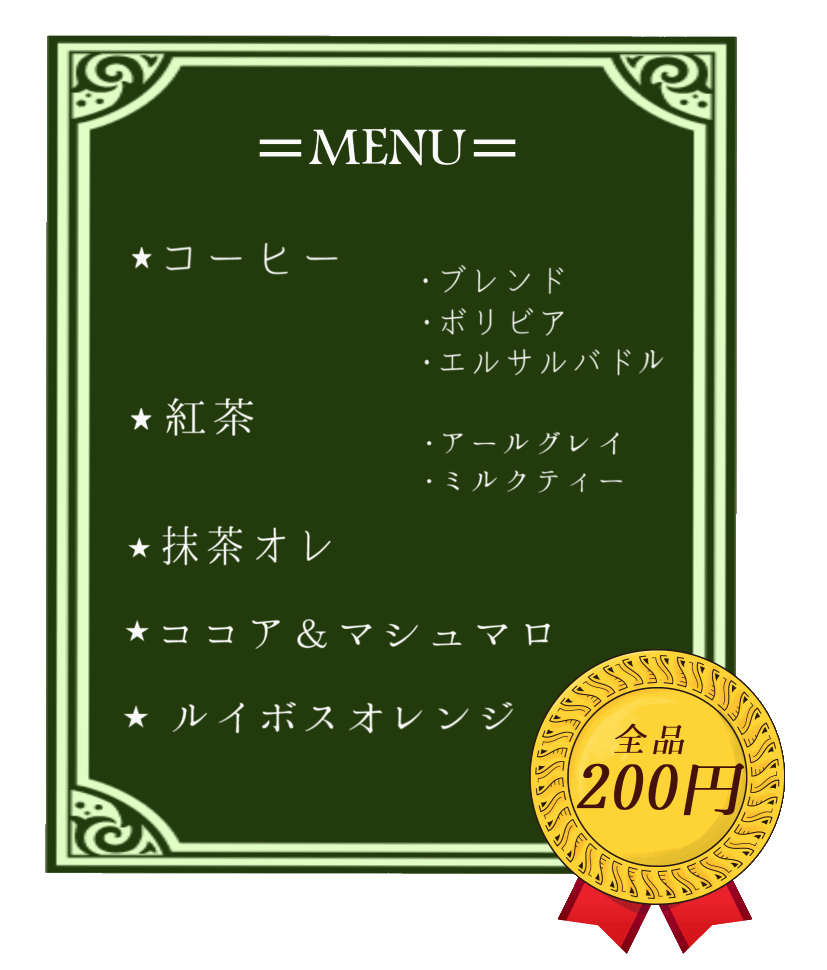 =MENU=
★コーヒー
・ブレンド
・ボリビア
・エルサルバドル
★紅茶
・アールグレイ
・ミルクティー
★抹茶オレ
★ココア＆マシュマロ
★ルイボスオレンジ
全品
200円